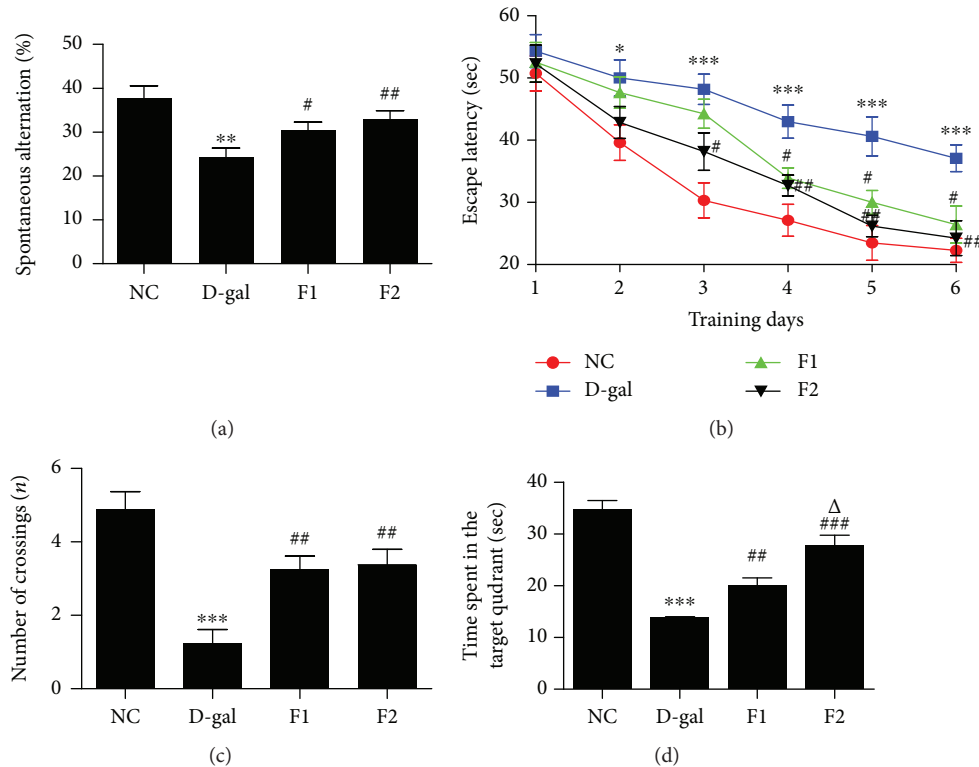 50
40
30
20
10
0
Spontaneous alternation (%)
**
#
##
NC D-gal F1 F2
(a)
60
50
40
30
20
Escape latency (sec)
*
***
***
***
***
#
#
##
#
##
#
##
1 2 3 4 5 6
Training days
NC F1
D-gal F2
(b)
6
4
2
0
Number of crossings (n)
***
##
##
NC D-gal F1 F2
(c)
40
30
20
10
0
Time spent in the
target qudrant (sec)
***
##
Δ
###
NC D-gal F1 F2
(d)